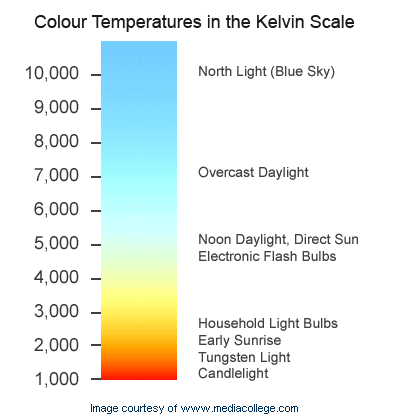 Colour Temperatures in the Kelvin Scale
10,000 North Light (Blue Sky)
9,000
8,000
7,000 Overcast Daylight
6,000
5,000 Noon Daylight, Direct Sun
Electronic Flash Bulbs
4,000
3,000
Household Light Bulbs
2,000 Early Sunrise
Tungsten Light
1,000 Candlelight
Image courtesy of www.mediacollege.com